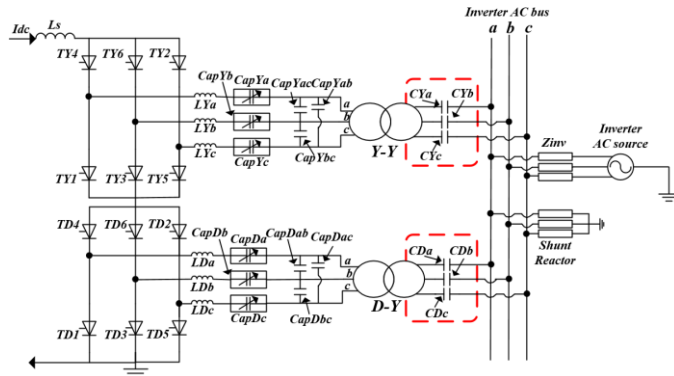 Inverter AC bus
a b c
Idc
Ls
TY4 TY6 TY2
CapYb CapYa CapYac CapYab
LYa
LYb
LYc
CapYc
CapYbc
a
b
c
Y-Y
CYa CYb
CYc
TY1 TY3 TY5
Zinv
Inverter
AC source
TD4 TD6 TD2
CapDb CapDa CapDab CapDac
LDa
LDb
LDc
CapDc
CapDbc
a
b
c
D-Y
CDa CDb
CDc
Shunt
Reactor
TD1 TD3 TD5